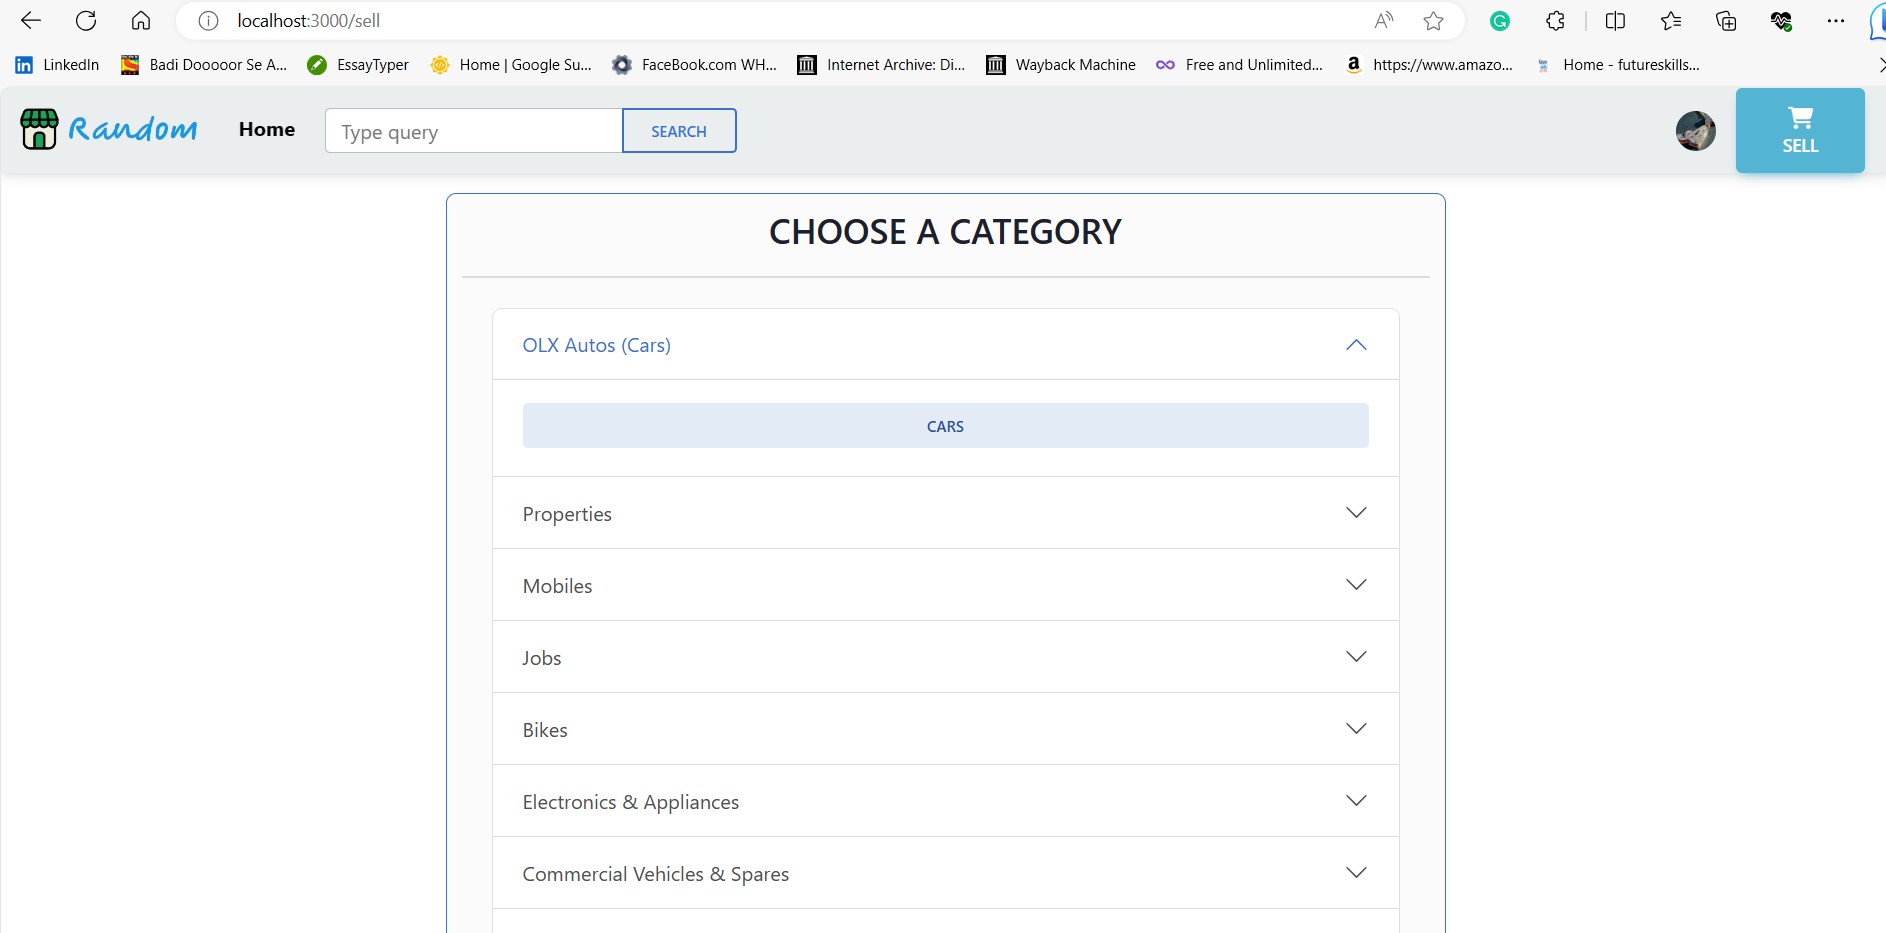 localhost:3000/sell
LinkedIn Badi Dooooor Se A... EssayTyper Home | Google Su... FaceBook.com WH... Internet Archive: Di... Wayback Machine Free and Unlimited... https://www.amazo... Home - futureskills...
Random Home Type query SEARCH SELL
CHOOSE A CATEGORY
OLX Autos (Cars)
CARS
Properties
Mobiles
Jobs
Bikes
Electronics & Appliances
Commercial Vehicles & Spares